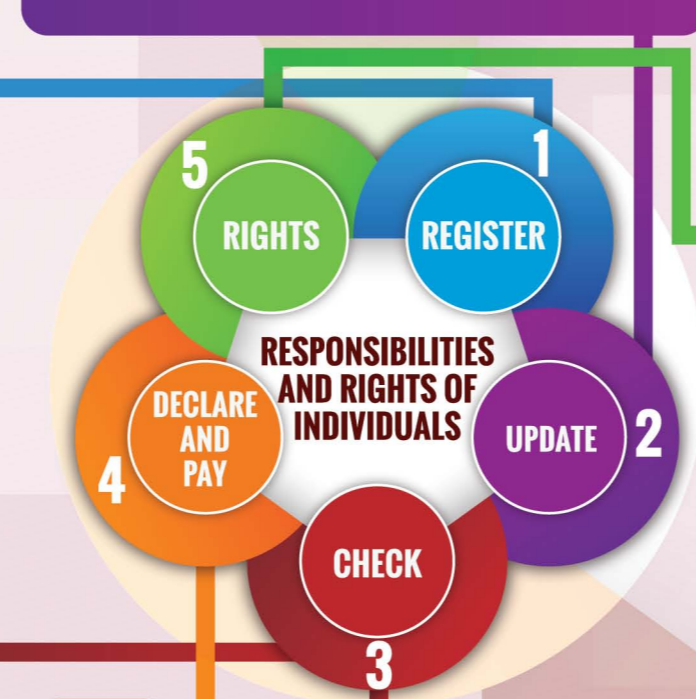 RESPONSIBILITIES
AND RIGHTS OF
INDIVIDUALS
1
REGISTER
2
UPDATE
3
CHECK
4
DECLARE
AND
PAY
5
RIGHTS